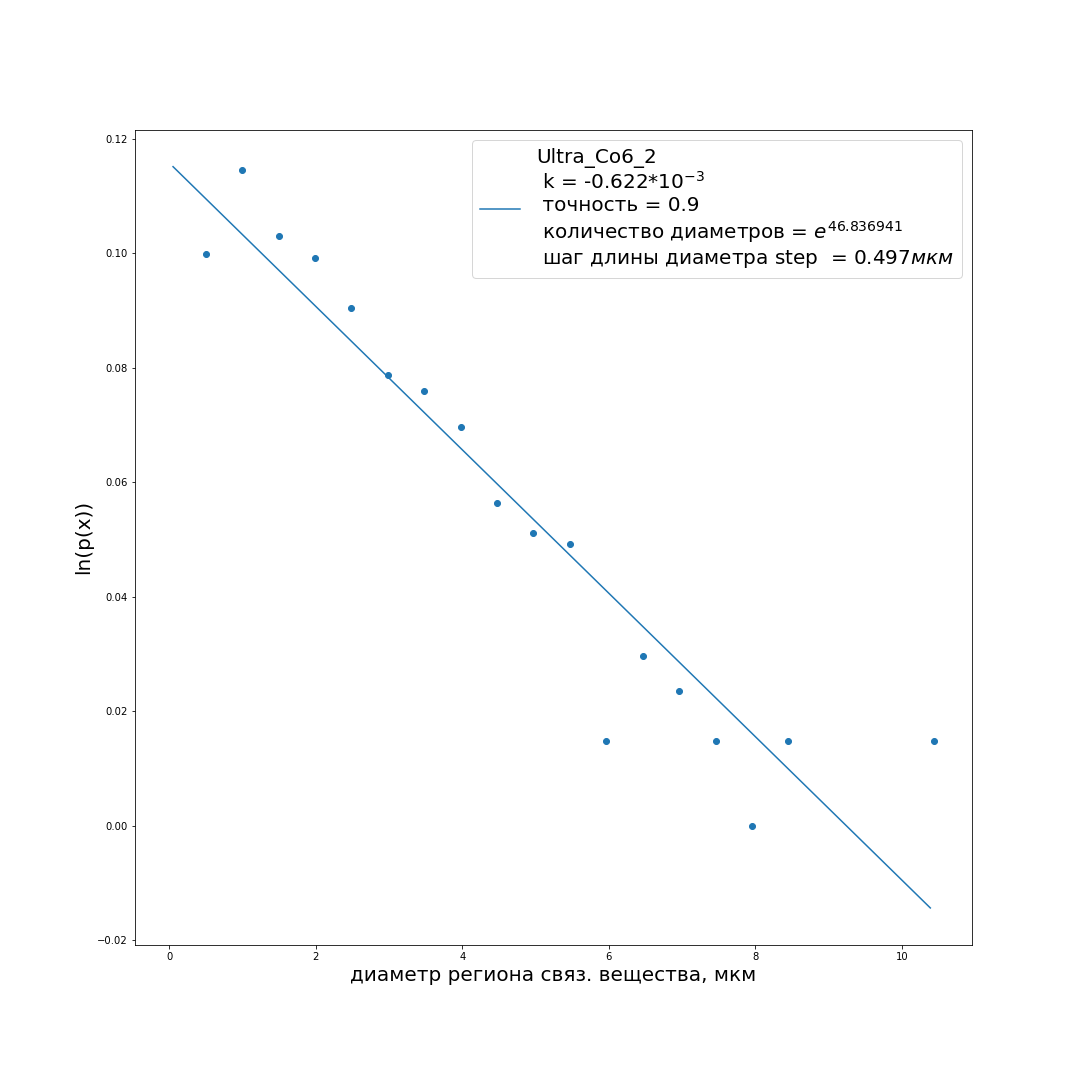 Ultra_Co6_2
k = -0.622*10⁻³
точность = 0.9
количество диаметров = e⁴⁶·⁸³⁶⁹⁴¹
шаг длины диаметра step = 0.497мкм
0.12
0.10
0.08
0.06
0.04
0.02
0.00
−0.02
ln(p(x))
0 2 4 6 8 10
диаметр региона связ. вещества, мкм